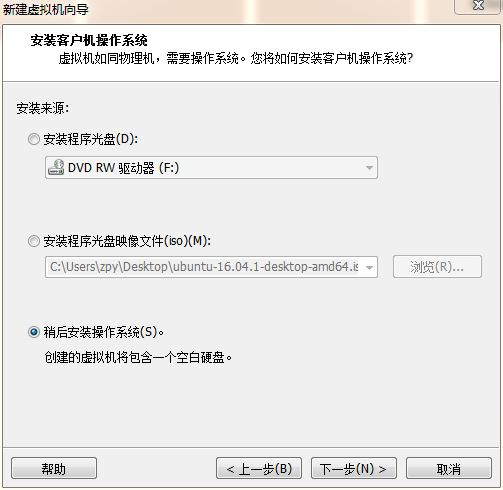 新建虚拟机向导
安装客户机操作系统
虚拟机如同物理机，需要操作系统。您将如何安装客户机操作系统?
安装来源:
安装程序光盘(D):
DVD RW 驱动器 (F:)
安装程序光盘映像文件(iso)(M):
C:\Users\zpy\Desktop\ubuntu-16.04.1-desktop-amd64.is
浏览(R)...
稍后安装操作系统(S)。
创建的虚拟机将包含一个空白硬盘。
帮助
< 上一步(B)
下一步(N) >
取消